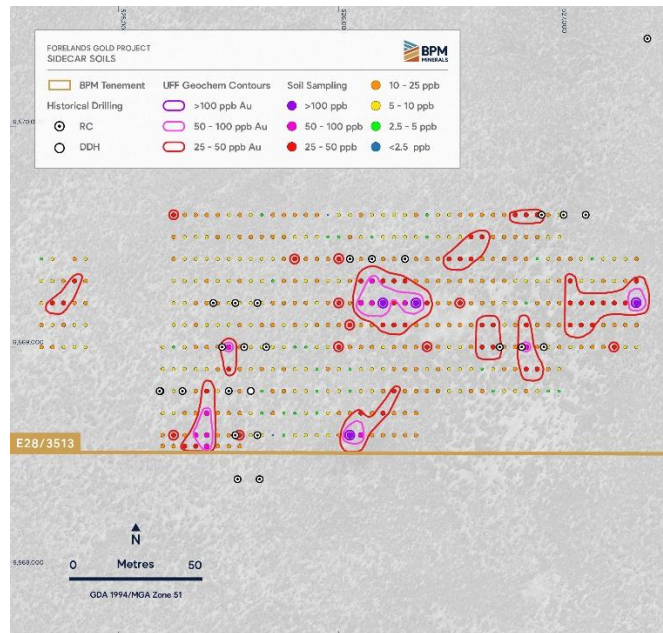 FORELANDS GOLD PROJECT
SIDECAR SOILS
BPM
MINERALS
BPM Tenement
Historical Drilling
RC
DDH
UFF Geochem Contours
>100 ppb Au
50 - 100 ppb Au
25 - 50 ppb Au
Soil Sampling
>100 ppb
50 - 100 ppb
25 - 50 ppb
10 - 25 ppb
5 - 10 ppb
2.5 - 5 ppb
<2.5 ppb
E28/3513
N
0 Metres 50
GDA 1994/MGA Zone 51